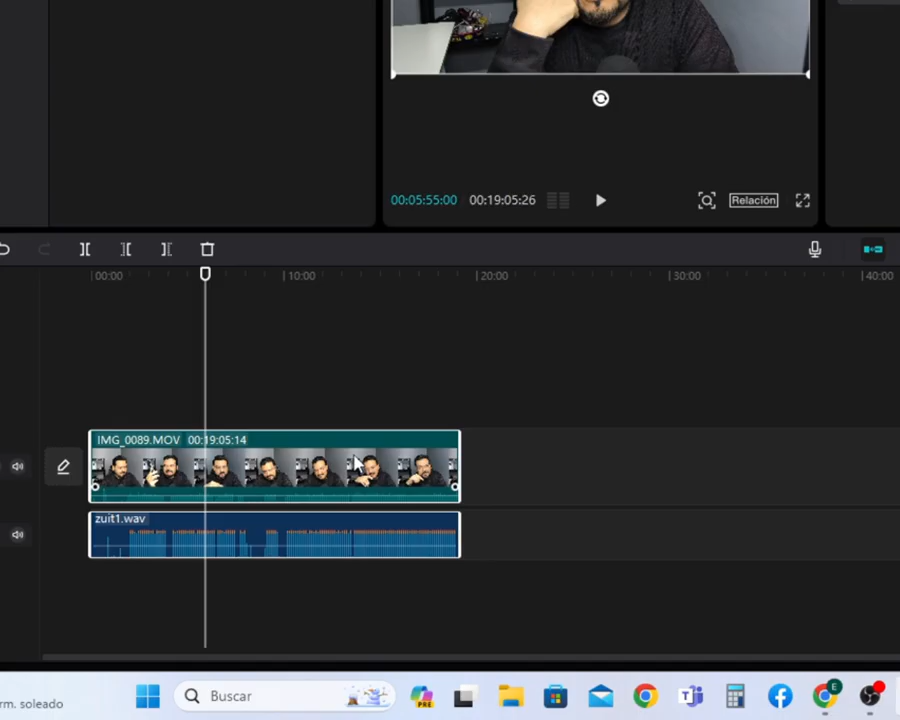 00:05:55:00 00:19:05:26 Relación
00:00 10:00 20:00 30:00 40:00
IMG_0089.MOV 00:19:05:14
zuit1.wav
rm. soleado Buscar PRE E